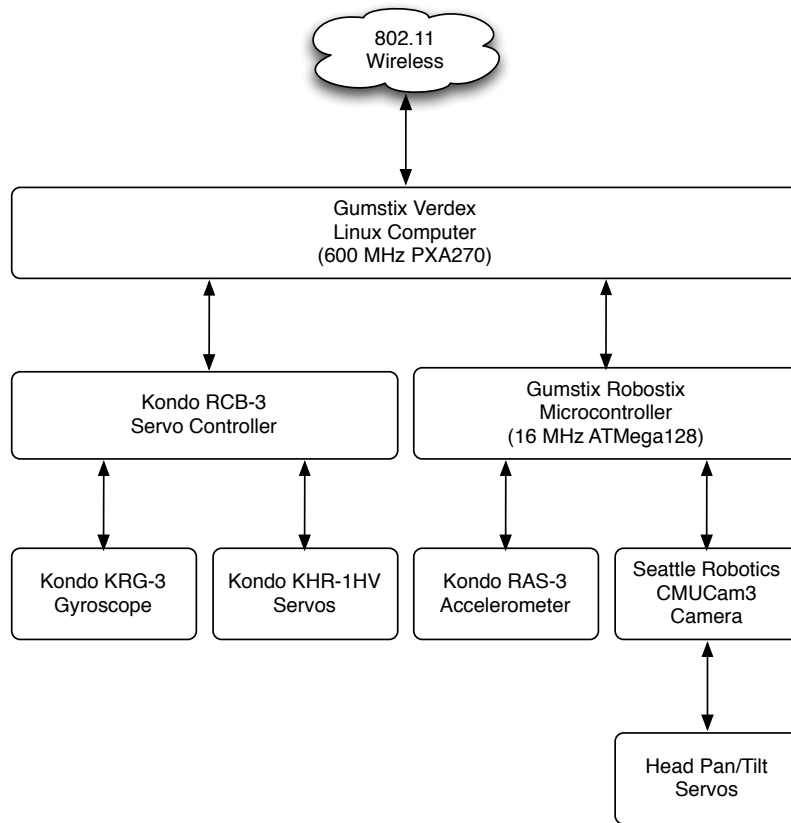 802.11
Wireless
Gumstix Verdex
Linux Computer
(600 MHz PXA270)
Kondo RCB-3
Servo Controller
Gumstix Robostix
Microcontroller
(16 MHz ATMega128)
Kondo KRG-3
Gyroscope
Kondo KHR-1HV
Servos
Kondo RAS-3
Accelerometer
Seattle Robotics
CMUCam3
Camera
Head Pan/Tilt
Servos